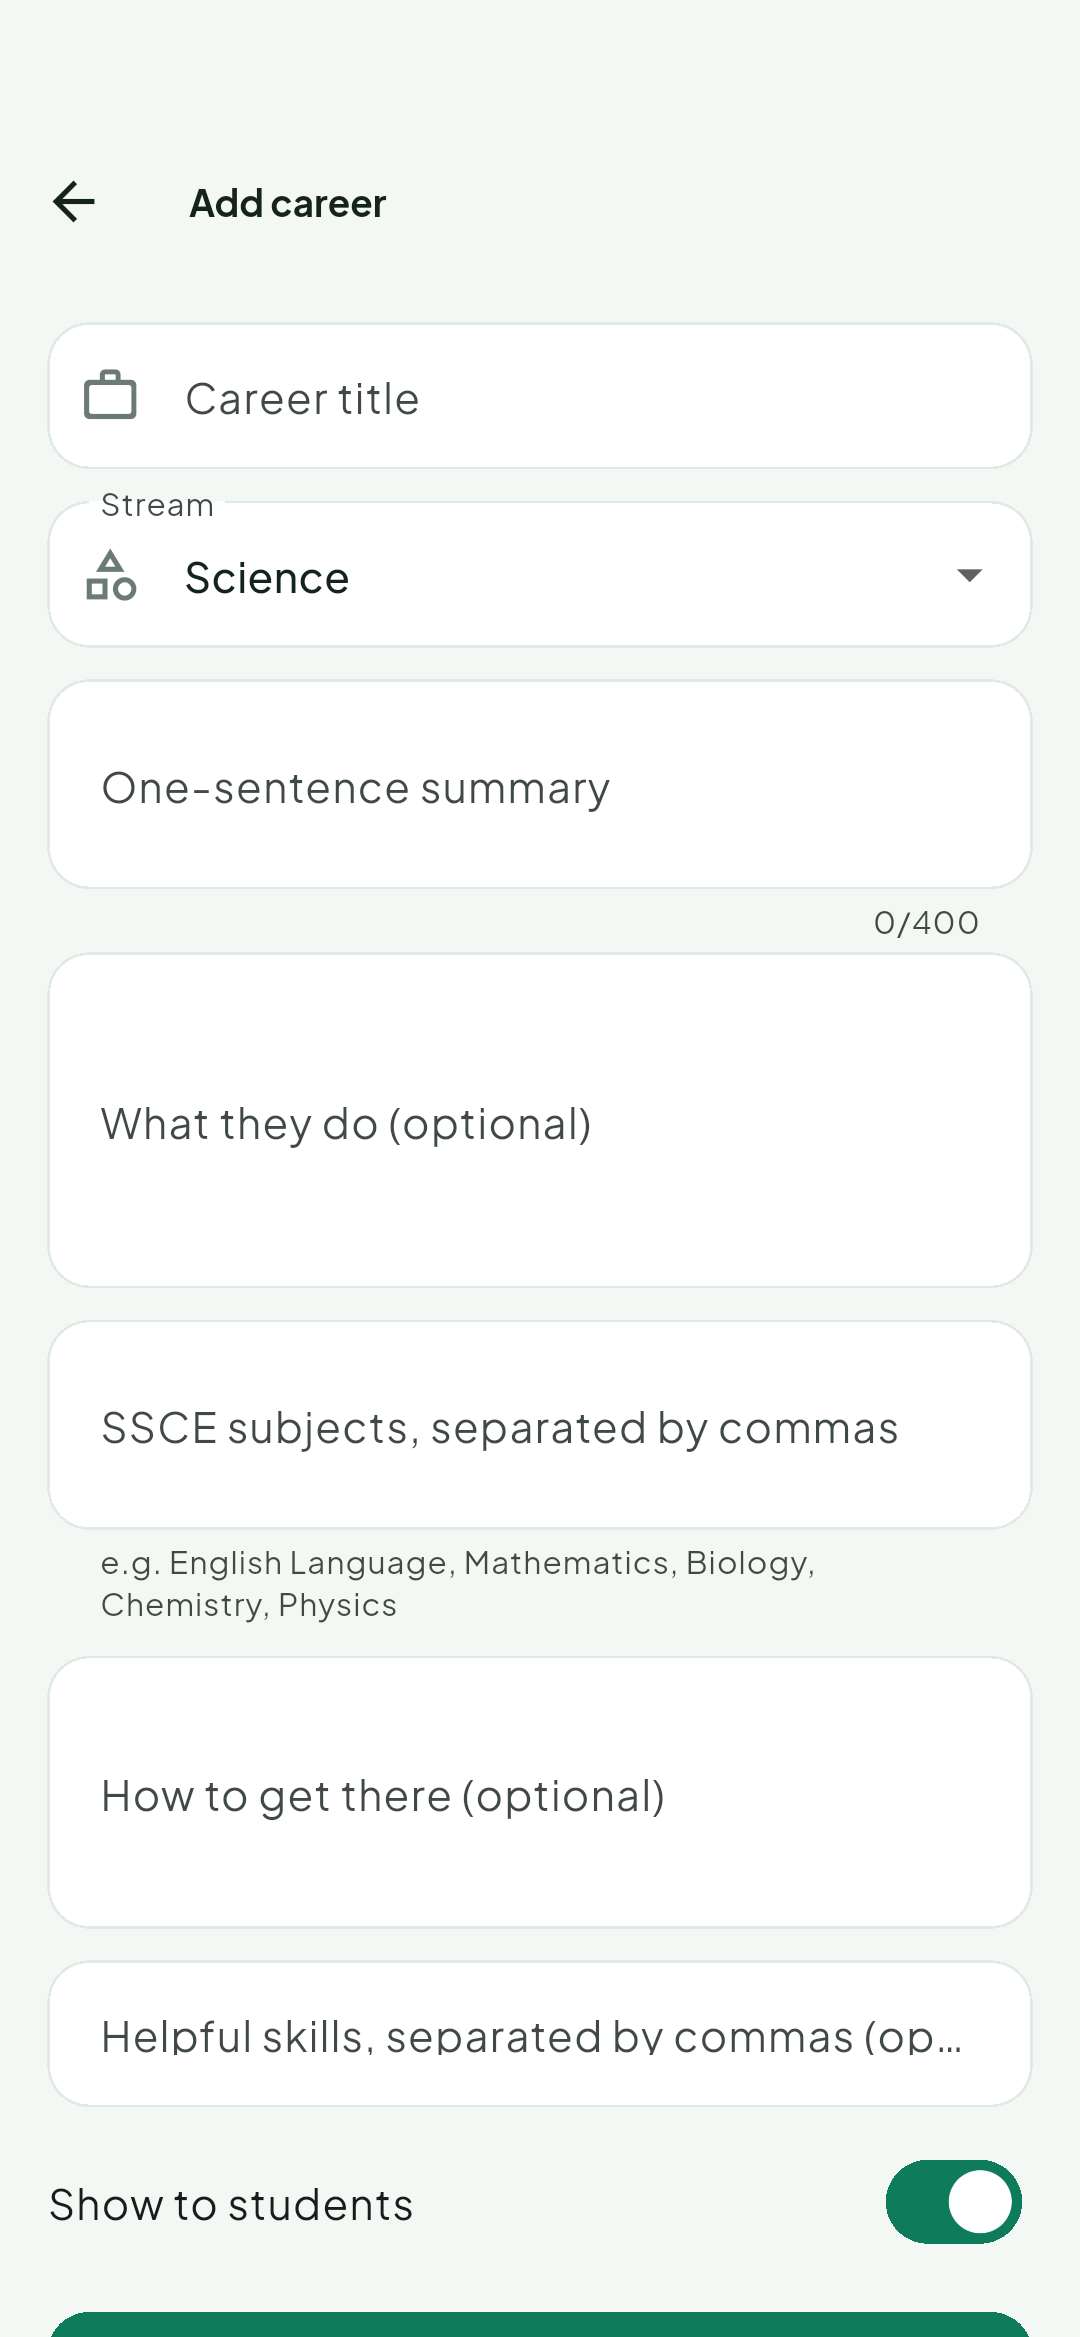 Add career
Career title
Stream
Science
One-sentence summary
0/400
What they do (optional)
SSCE subjects, separated by commas
e.g. English Language, Mathematics, Biology,
Chemistry, Physics
How to get there (optional)
Helpful skills, separated by commas (op...
Show to students